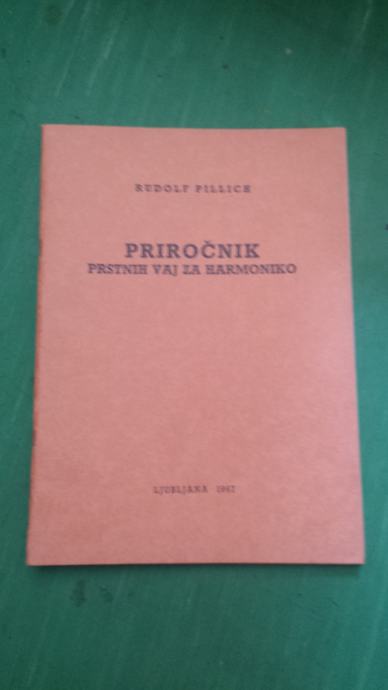 RUDOLF PILLICH
PRIROČNIK
PRSTNIH VAJ ZA HARMONIKO
LJUBLJANA